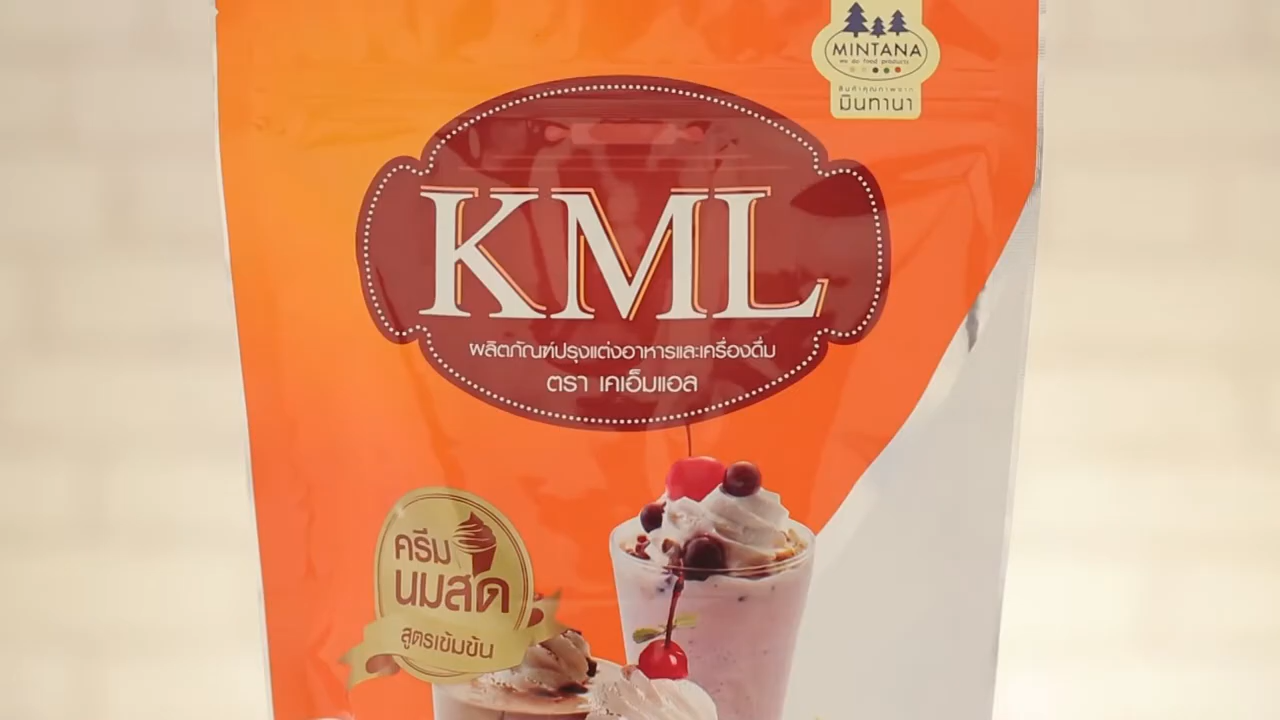 MINTANA
we do food products
สินค้าคุณภาพจาก
มินทานา
KML
ผลิตภัณฑ์ปรุงแต่งอาหารและเครื่องดื่ม
ตรา เคเอ็มแอล
ครีม
นมสด
สูตรเข้มข้น